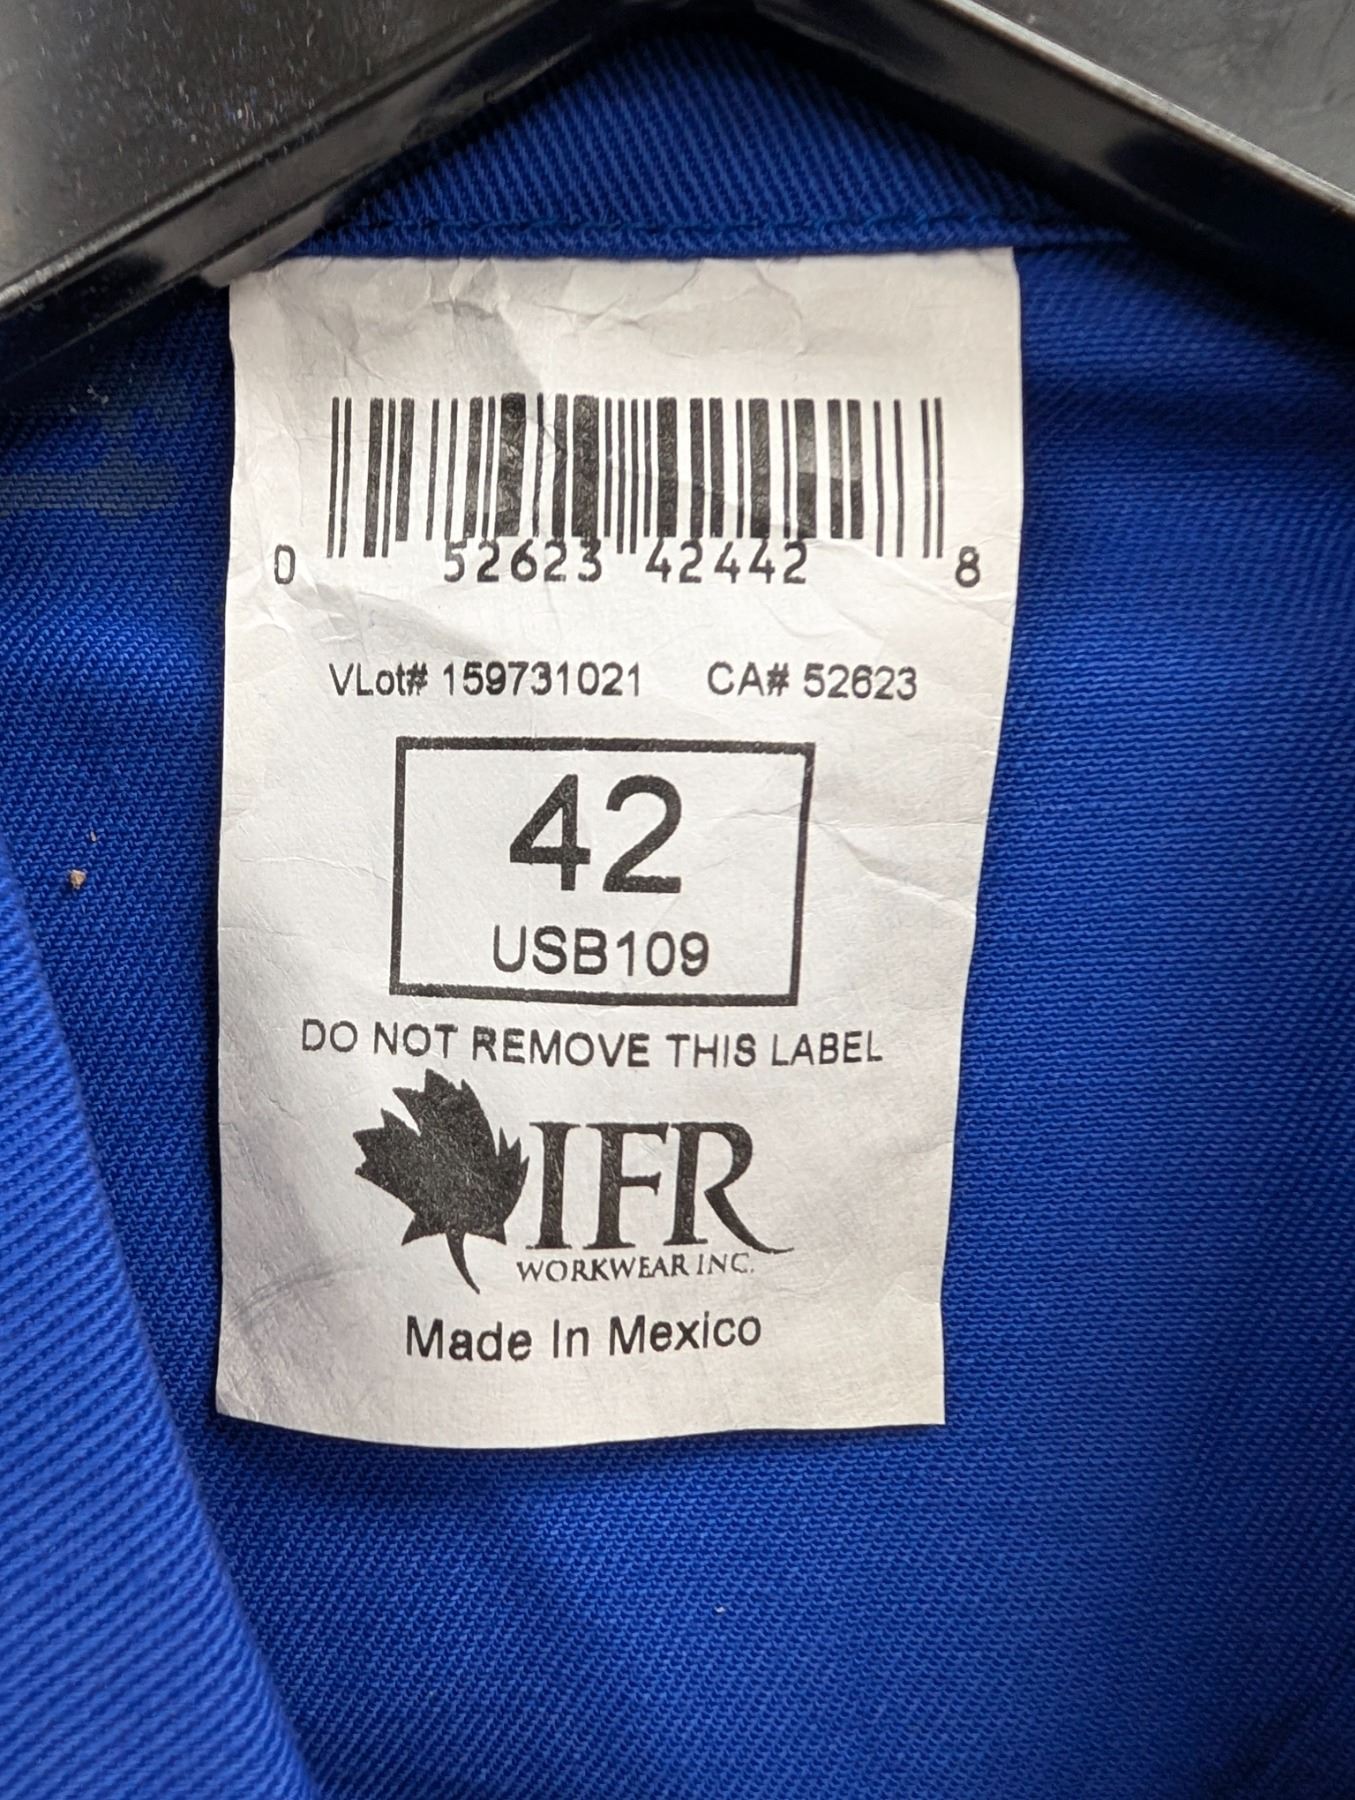 0 52623 42442 8
VLot# 159731021 CA# 52623
42
USB109
DO NOT REMOVE THIS LABEL
IFR
WORKWEAR INC.
Made In Mexico